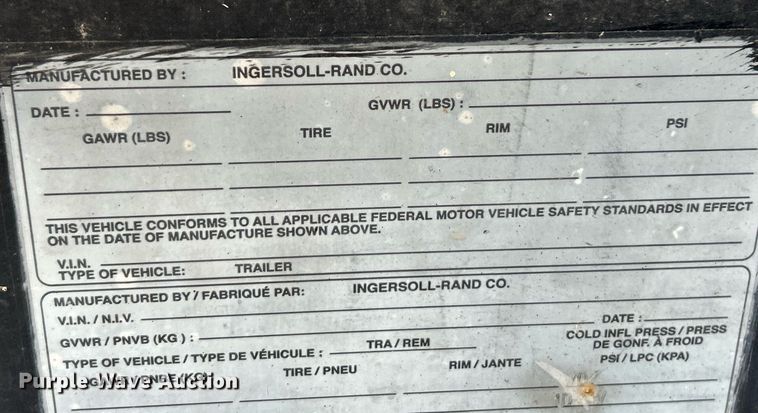 MANUFACTURED BY : INGERSOLL-RAND CO.
DATE : GVWR (LBS) :
GAWR (LBS) TIRE RIM PSI
THIS VEHICLE CONFORMS TO ALL APPLICABLE FEDERAL MOTOR VEHICLE SAFETY STANDARDS IN EFFECT
ON THE DATE OF MANUFACTURE SHOWN ABOVE.
V.I.N.
TYPE OF VEHICLE: TRAILER
MANUFACTURED BY / FABRIQUÉ PAR: INGERSOLL-RAND CO.
V.I.N. / N.I.V. DATE :
GVWR / PNVB (KG ) :
TYPE OF VEHICLE / TYPE DE VÉHICULE : TRA / REM
COLD INFL PRESS / PRESS
DE GONF. À FROID
TIRE / PNEU RIM / JANTE PSI / LPC (KPA)
Purple Wave Auction